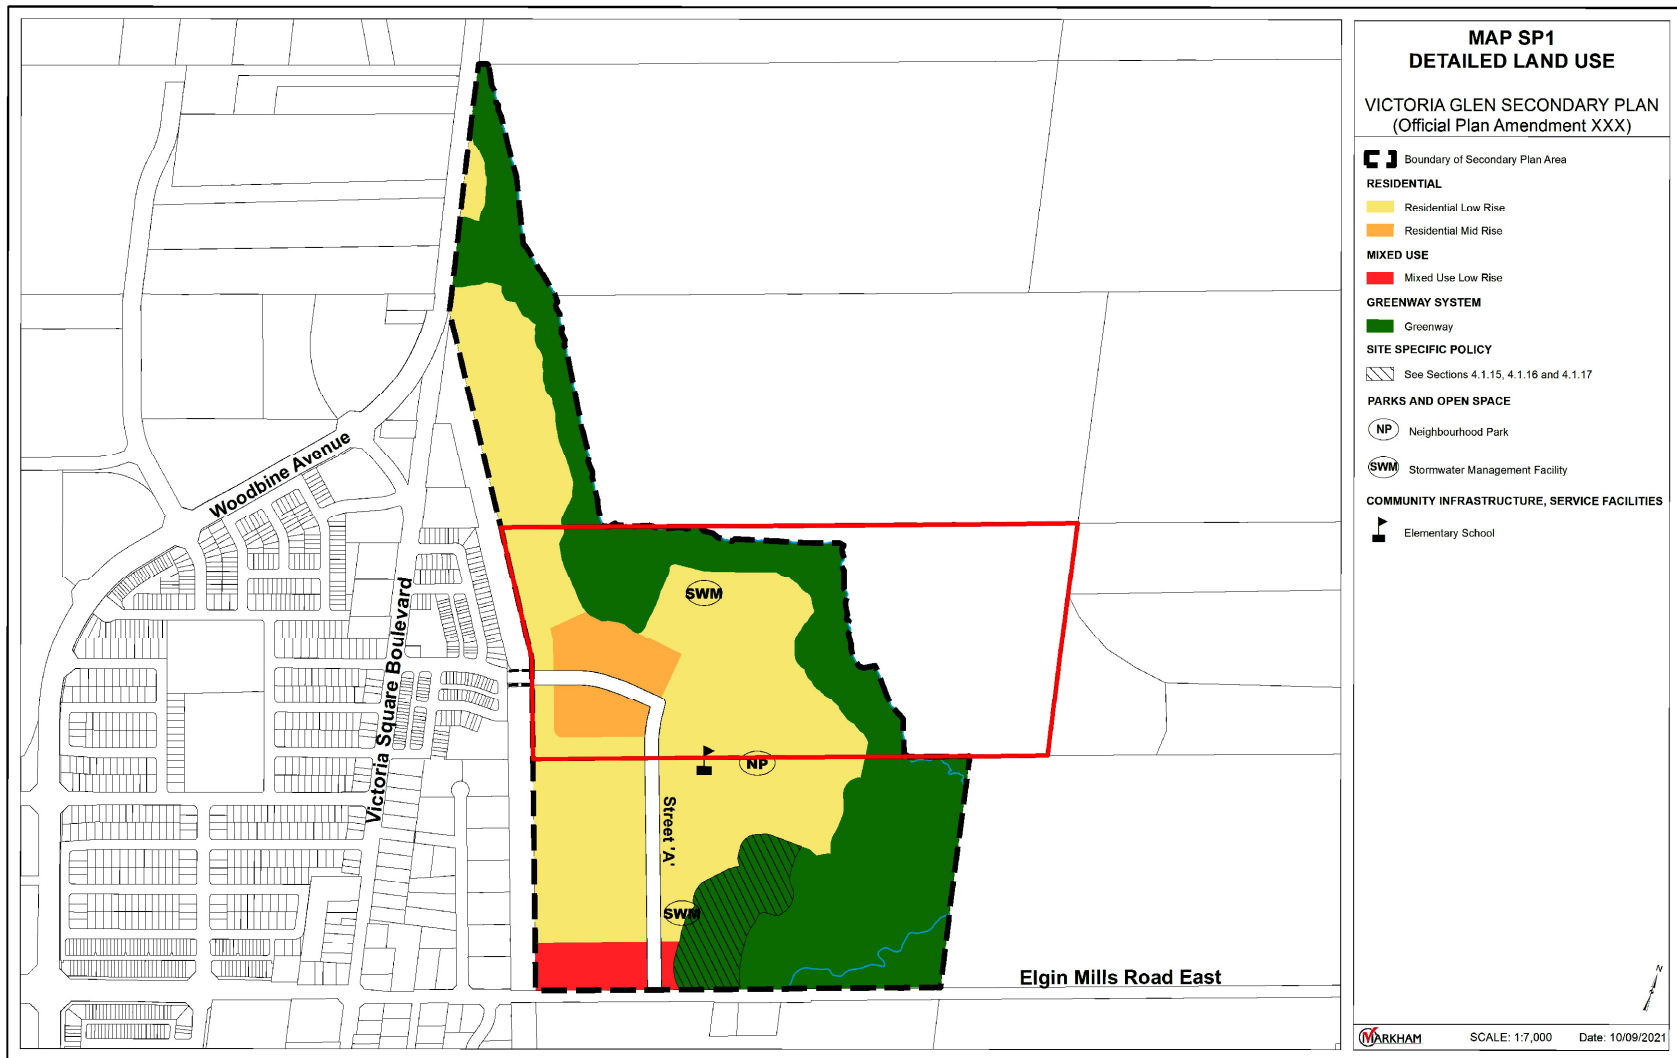 MAP SP1
DETAILED LAND USE
VICTORIA GLEN SECONDARY PLAN
(Official Plan Amendment XXX)
Boundary of Secondary Plan Area
RESIDENTIAL
Residential Low Rise
Residential Mid Rise
MIXED USE
Mixed Use Low Rise
GREENWAY SYSTEM
Greenway
SITE SPECIFIC POLICY
See Sections 4.1.15, 4.1.16 and 4.1.17
PARKS AND OPEN SPACE
NP Neighbourhood Park
SWM Stormwater Management Facility
COMMUNITY INFRASTRUCTURE, SERVICE FACILITIES
Elementary School
Woodbine Avenue
Victoria Square Boulevard
SWM
NP
Street 'A'
SWM
Elgin Mills Road East
N
MARKHAM SCALE: 1:7,000 Date: 10/09/2021